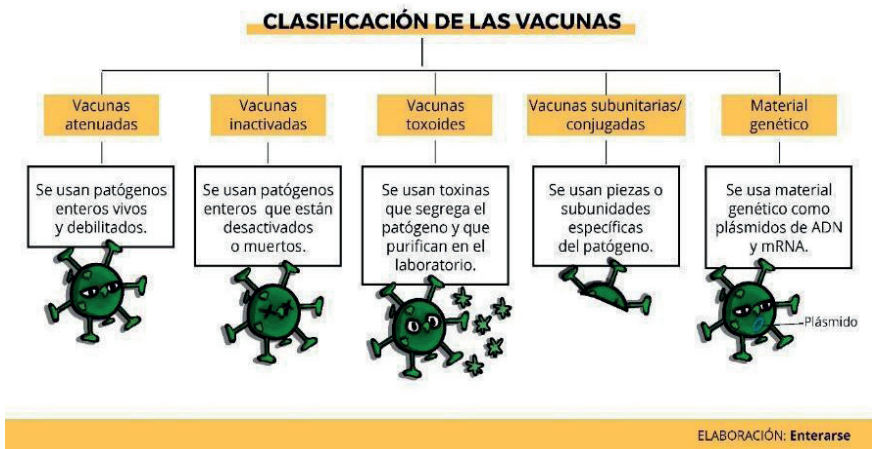 CLASIFICACIÓN DE LAS VACUNAS
Vacunas
atenuadas
Vacunas
inactivadas
Vacunas
toxoides
Vacunas subunitarias/
conjugadas
Material
genético
Se usan patógenos
enteros vivos
y debilitados.
Se usan patógenos
enteros que están
desactivados
o muertos.
Se usan toxinas
que segrega el
patógeno y que
purifican en el
laboratorio.
Se usan piezas o
subunidades
específicas
del patógeno.
Se usa material
genético como
plásmidos de ADN
y mRNA.
Plásmido
ELABORACIÓN: Enterarse